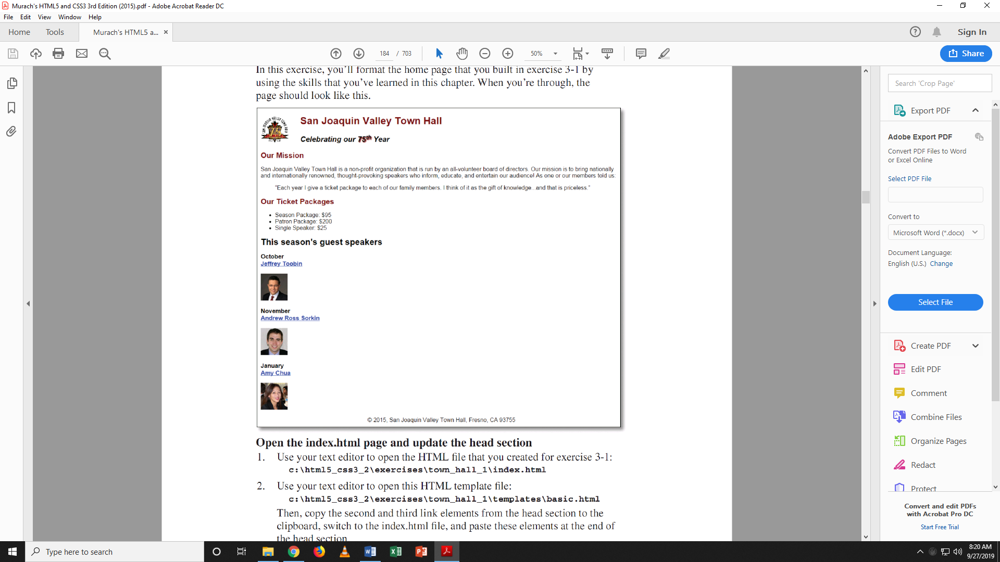 Murach's HTML5 and CSS3 3rd Edition (2015).pdf - Adobe Acrobat Reader DC
File Edit View Window Help
Home Tools Murach's HTML5 a... Sign In
184 / 703 50% Share
In this exercise, you'll format the home page that you built in exercise 3-1 by
using the skills that you've learned in this chapter. When you're through, the
page should look like this.
San Joaquin Valley Town Hall
Celebrating our 75th Year
Our Mission
San Joaquin Valley Town Hall is a non-profit organization that is run by an all-volunteer board of directors. Our mission is to bring nationally
and internationally renowned, thought-provoking speakers who inform, educate, and entertain our audience! As one or our members told us:
"Each year I give a ticket package to each of our family members. I think of it as the gift of knowledge...and that is priceless."
Our Ticket Packages
• Season Package: $95
• Patron Package: $200
• Single Speaker: $25
This season's guest speakers
October
Jeffrey Toobin
November
Andrew Ross Sorkin
January
Amy Chua
© 2015, San Joaquin Valley Town Hall, Fresno, CA 93755
Open the index.html page and update the head section
1. Use your text editor to open the HTML file that you created for exercise 3-1:
c:\html5_css3_2\exercises\town_hall_1\index.html
2. Use your text editor to open this HTML template file:
c:\html5_css3_2\exercises\town_hall_1\templates\basic.html
Then, copy the second and third link elements from the head section to the
clipboard, switch to the index.html file, and paste these elements at the end of
the head section
Search 'Crop Page'
Export PDF
Adobe Export PDF
Convert PDF Files to Word
or Excel Online
Select PDF File
Convert to
Microsoft Word (*.docx)
Document Language:
English (U.S.) Change
Select File
Create PDF
Edit PDF
Comment
Combine Files
Organize Pages
Redact
Protect
Convert and edit PDFs
with Acrobat Pro DC
Start Free Trial
Type here to search
8:20 AM
9/27/2019